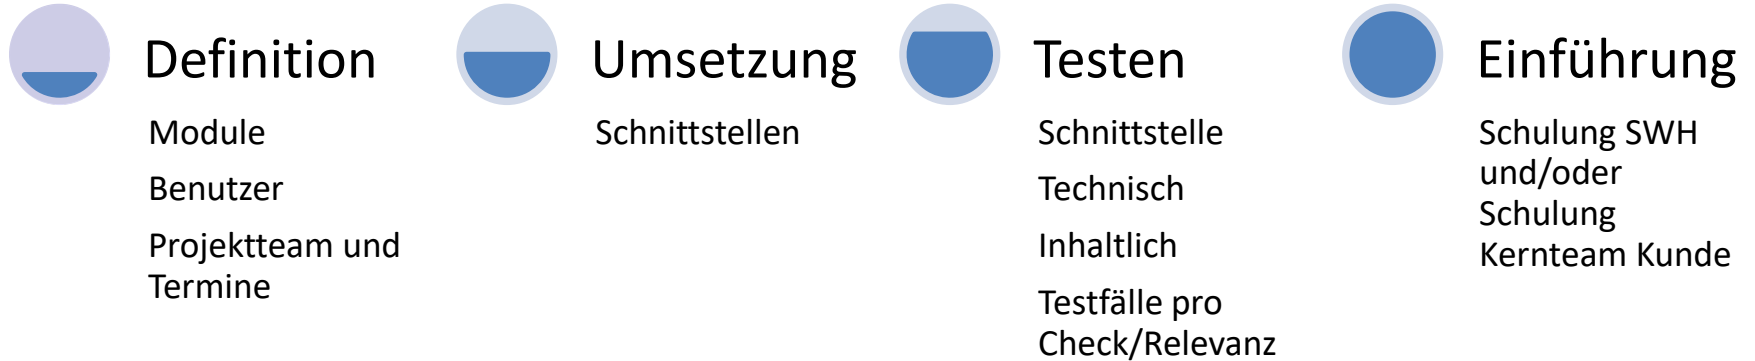 Definition
Module
Benutzer
Projektteam und
Termine
Umsetzung
Schnittstellen
Testen
Schnittstelle
Technisch
Inhaltlich
Testfälle pro
Check/Relevanz
Einführung
Schulung SWH
und/oder
Schulung
Kernteam Kunde